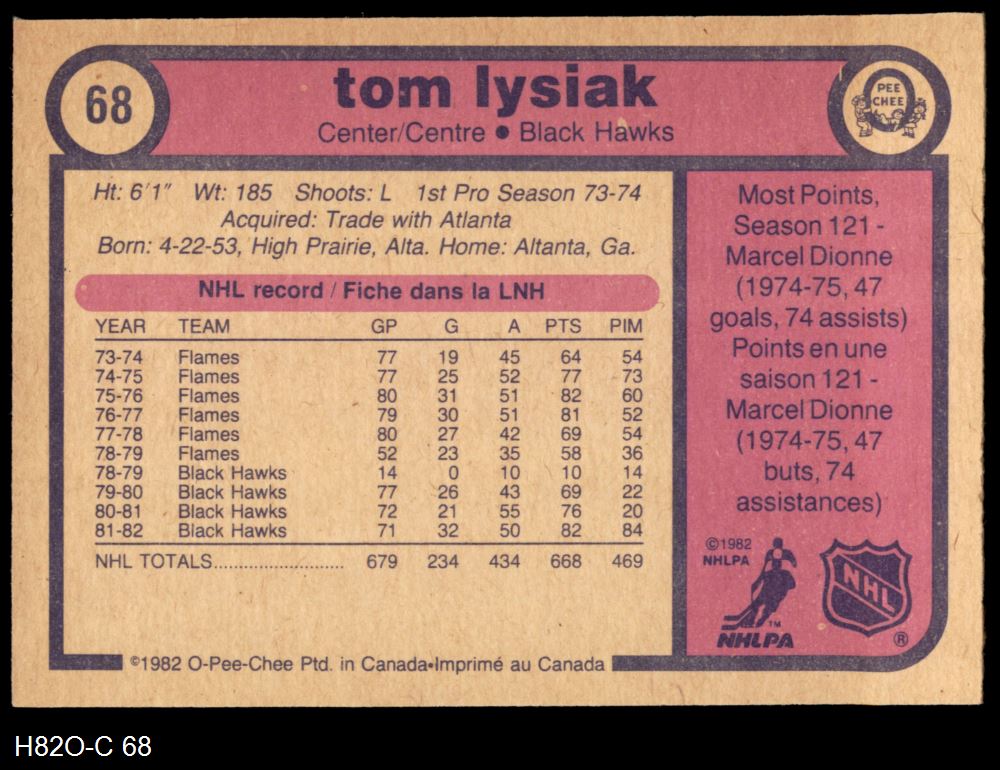 68
tom lysiak
Center/Centre • Black Hawks
PEE
CHEE
Ht: 6'1" Wt: 185 Shoots: L 1st Pro Season 73-74
Acquired: Trade with Atlanta
Born: 4-22-53, High Prairie, Alta. Home: Altanta, Ga.
NHL record / Fiche dans la LNH
YEAR TEAM GP G A PTS PIM
73-74 Flames 77 19 45 64 54
74-75 Flames 77 25 52 77 73
75-76 Flames 80 31 51 82 60
76-77 Flames 79 30 51 81 52
77-78 Flames 80 27 42 69 54
78-79 Flames 52 23 35 58 36
78-79 Black Hawks 14 0 10 10 14
79-80 Black Hawks 77 26 43 69 22
80-81 Black Hawks 72 21 55 76 20
81-82 Black Hawks 71 32 50 82 84
NHL TOTALS........................ 679 234 434 668 469
Most Points,
Season 121 -
Marcel Dionne
(1974-75, 47
goals, 74 assists)
Points en une
saison 121 -
Marcel Dionne
(1974-75, 47
buts, 74
assistances)
©1982
NHLPA
TM
NHLPA
NHL
®
©1982 O-Pee-Chee Ptd. in Canada•Imprimé au Canada
H82O-C 68